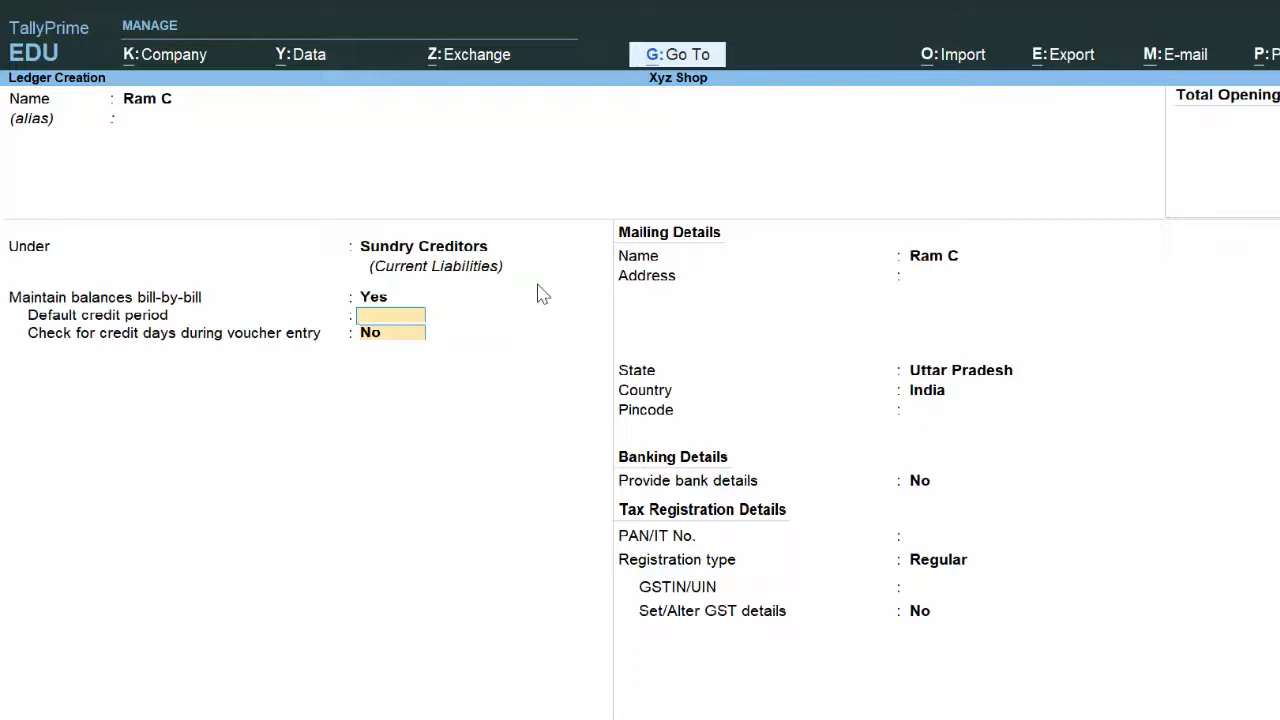 TallyPrime
EDU
MANAGE
K:Company
Y:Data
Z:Exchange
G:Go To
O:Import
E:Export
M:E-mail
P:P
Ledger Creation
Xyz Shop
Name : Ram C
(alias) :
Total Opening
Under : Sundry Creditors
(Current Liabilities)
Maintain balances bill-by-bill : Yes
Default credit period :
Check for credit days during voucher entry : No
Mailing Details
Name : Ram C
Address :
State : Uttar Pradesh
Country : India
Pincode :
Banking Details
Provide bank details : No
Tax Registration Details
PAN/IT No. :
Registration type : Regular
GSTIN/UIN :
Set/Alter GST details : No